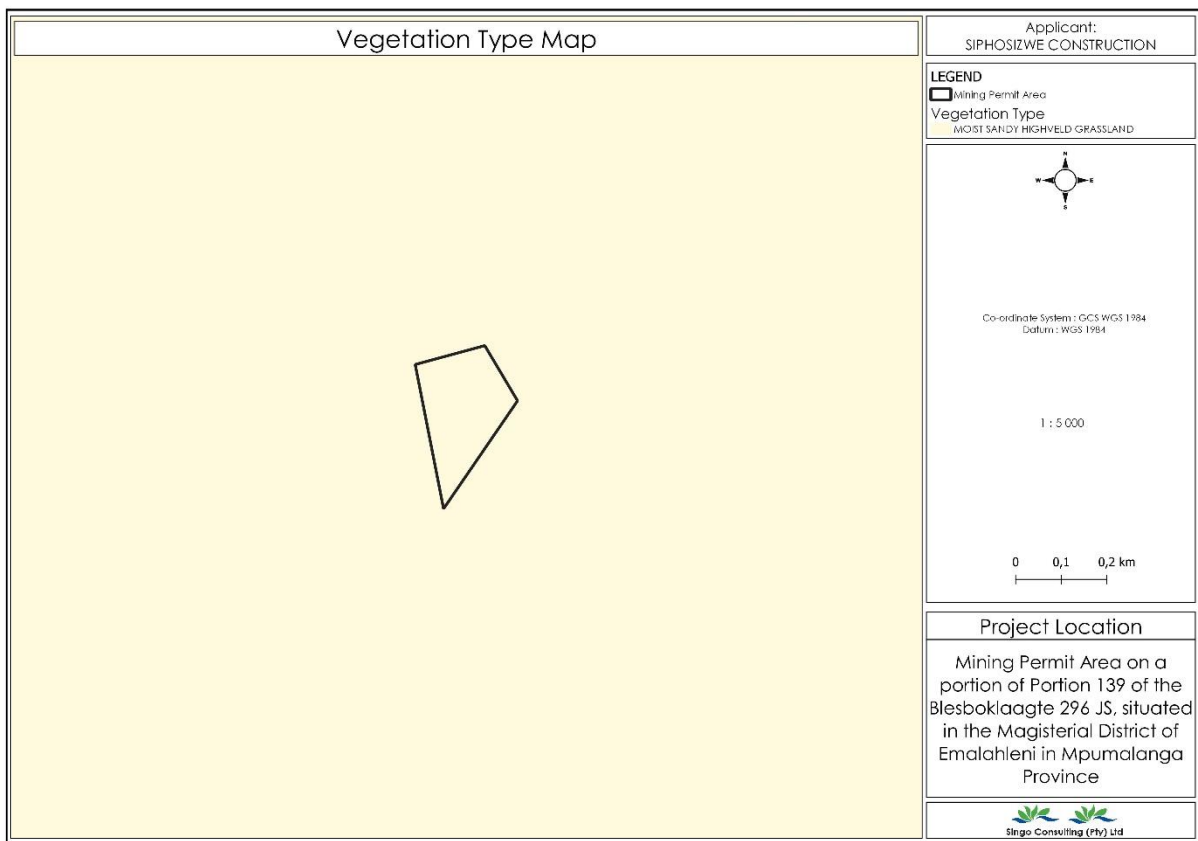 Vegetation Type Map
Applicant:
SIPHOSIZWE CONSTRUCTION
LEGEND
Mining Permit Area
Vegetation Type
MOIST SANDY HIGHVELD GRASSLAND
N
W E
S
Co-ordinate System : GCS WGS 1984
Datum : WGS 1984
1 : 5 000
0 0,1 0,2 km
Project Location
Mining Permit Area on a
portion of Portion 139 of the
Blesboklaagte 296 JS, situated
in the Magisterial District of
Emalahleni in Mpumalanga
Province
Singo Consulting (Pty) Ltd